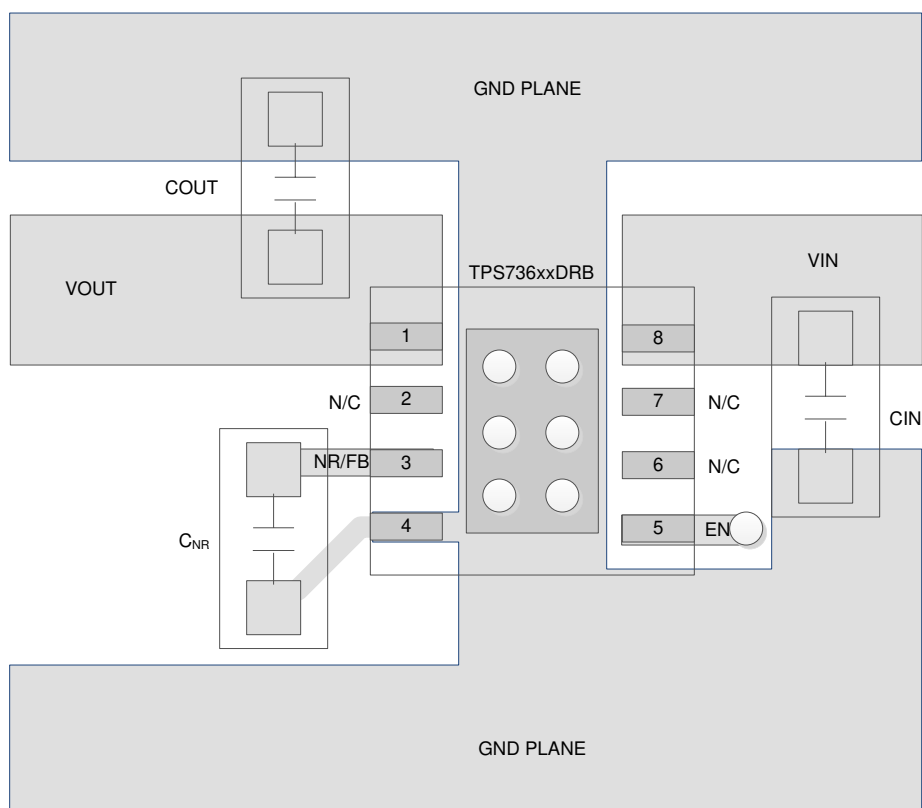 GND PLANE
COUT
TPS736xxDRB
VIN
VOUT
1
8
N/C
2
7
N/C
CIN
NR/FB
3
6
N/C
4
5
EN
CNR
GND PLANE